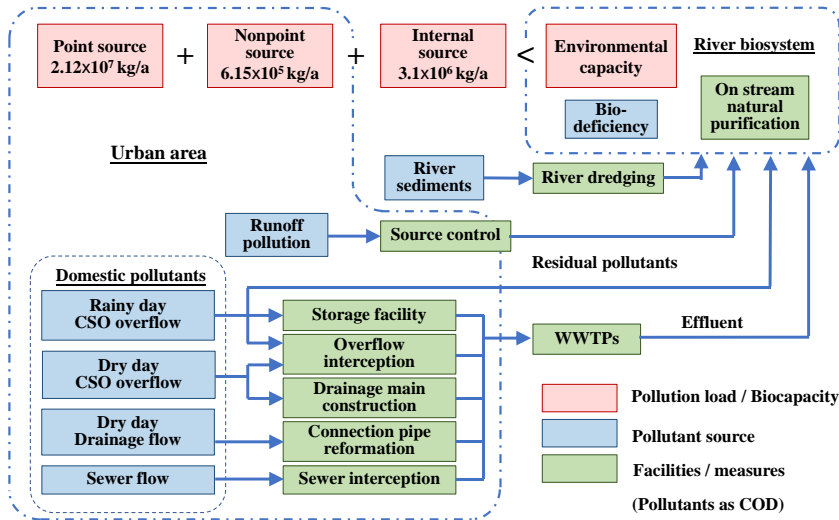 Point source
2.12x10⁷ kg/a
+
Nonpoint
source
6.15x10⁵ kg/a
+
Internal
source
3.1x10⁶ kg/a
<
Environmental
capacity
River biosystem
Bio-
deficiency
On stream
natural
purification
Urban area
River
sediments
River dredging
Runoff
pollution
Source control
Residual pollutants
Domestic pollutants
Rainy day
CSO overflow
Storage facility
Overflow
interception
WWTPs
Effluent
Dry day
CSO overflow
Drainage main
construction
Dry day
Drainage flow
Connection pipe
reformation
Sewer flow
Sewer interception
Pollution load / Biocapacity
Pollutant source
Facilities / measures
(Pollutants as COD)